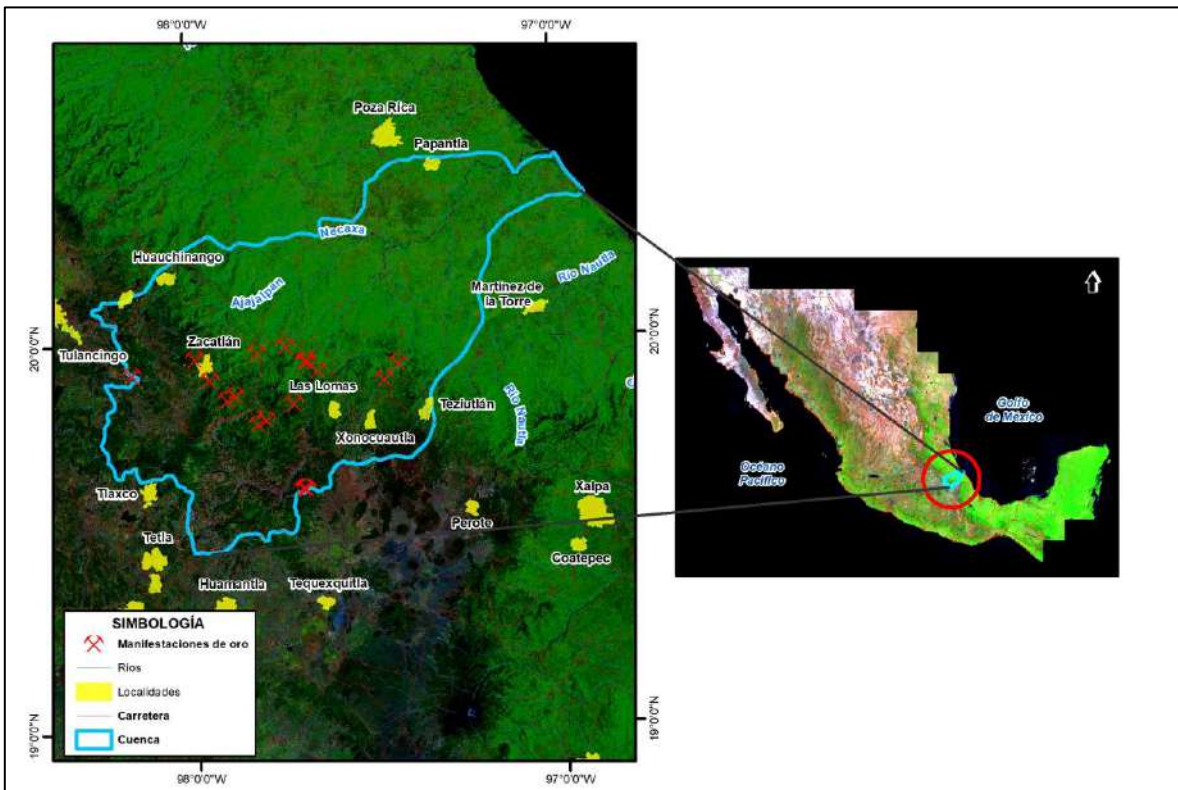 98°0'0"W
97°0'0"W
Poza Rica
Papantla
Necaxa
Huauchinango
Río Nautla
Martinez de
la Torre
Ajajalpan
20°0'0"N
20°0'0"N
Zacatlán
Tulancingo
Las Lomas
Teziutlán
Río Nautla
Xonocuautla
Tlaxco
Xalpa
Perote
Tetla
Coatepec
Huamantla
Tequexquitla
SIMBOLOGÍA
Manifestaciones de oro
Ríos
Localidades
Carretera
Cuenca
19°0'0"N
19°0'0"N
98°0'0"W
97°0'0"W
Golfo
de México
Océano
Pacífico